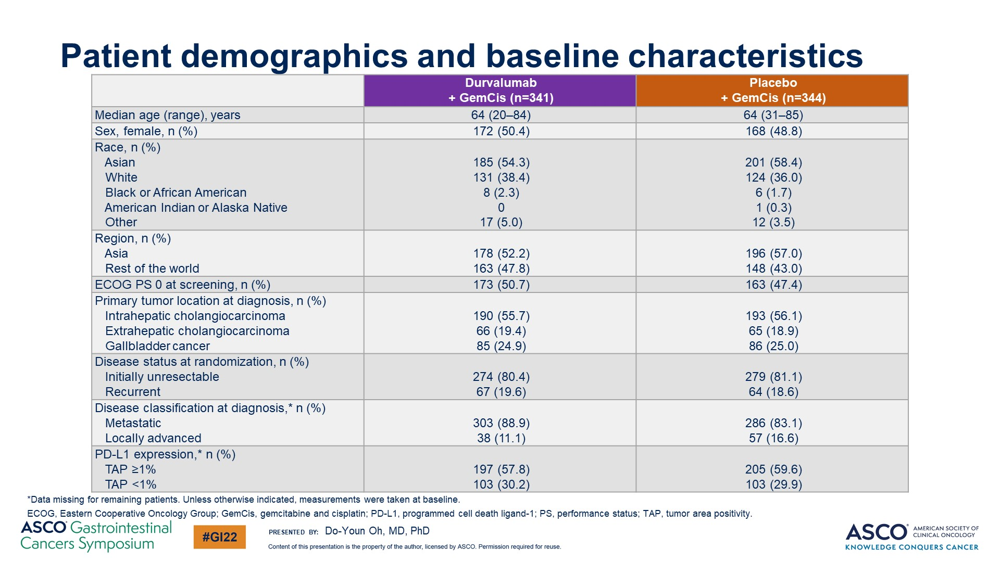 Patient demographics and baseline characteristics
Durvalumab
+ GemCis (n=341)
Placebo
+ GemCis (n=344)
Median age (range), years 64 (20–84) 64 (31–85)
Sex, female, n (%) 172 (50.4) 168 (48.8)
Race, n (%)
Asian 185 (54.3) 201 (58.4)
White 131 (38.4) 124 (36.0)
Black or African American 8 (2.3) 6 (1.7)
American Indian or Alaska Native 0 1 (0.3)
Other 17 (5.0) 12 (3.5)
Region, n (%)
Asia 178 (52.2) 196 (57.0)
Rest of the world 163 (47.8) 148 (43.0)
ECOG PS 0 at screening, n (%) 173 (50.7) 163 (47.4)
Primary tumor location at diagnosis, n (%)
Intrahepatic cholangiocarcinoma 190 (55.7) 193 (56.1)
Extrahepatic cholangiocarcinoma 66 (19.4) 65 (18.9)
Gallbladder cancer 85 (24.9) 86 (25.0)
Disease status at randomization, n (%)
Initially unresectable 274 (80.4) 279 (81.1)
Recurrent 67 (19.6) 64 (18.6)
Disease classification at diagnosis,* n (%)
Metastatic 303 (88.9) 286 (83.1)
Locally advanced 38 (11.1) 57 (16.6)
PD-L1 expression,* n (%)
TAP ≥1% 197 (57.8) 205 (59.6)
TAP <1% 103 (30.2) 103 (29.9)
*Data missing for remaining patients. Unless otherwise indicated, measurements were taken at baseline.
ECOG, Eastern Cooperative Oncology Group; GemCis, gemcitabine and cisplatin; PD-L1, programmed cell death ligand-1; PS, performance status; TAP, tumor area positivity.
ASCO® Gastrointestinal
Cancers Symposium
#GI22
PRESENTED BY: Do-Youn Oh, MD, PhD
Content of this presentation is the property of the author, licensed by ASCO. Permission required for reuse.
ASCO® AMERICAN SOCIETY OF
CLINICAL ONCOLOGY
KNOWLEDGE CONQUERS CANCER